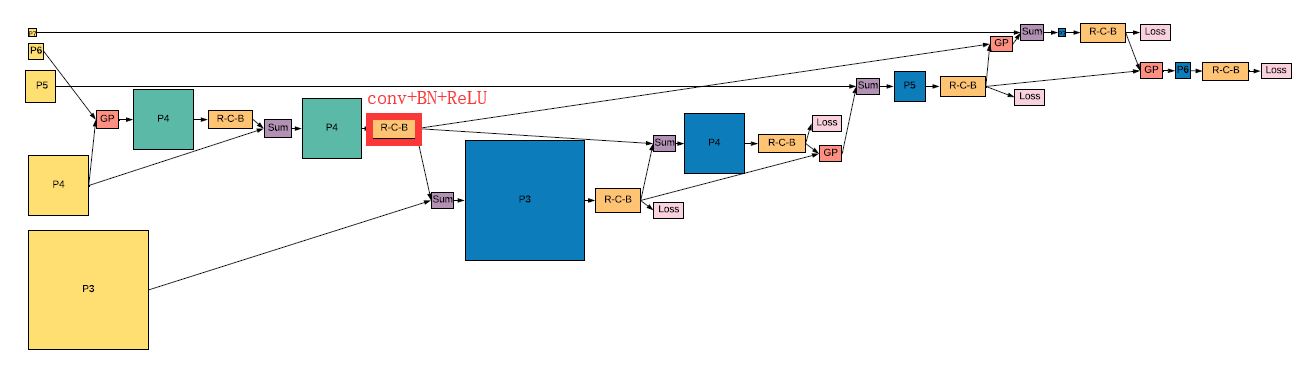 Sum
R-C-B
Loss
P6
GP
GP
P6
R-C-B
Loss
P5
Sum
P5
R-C-B
Loss
conv+BN+ReLU
GP
P4
R-C-B
Sum
P4
R-C-B
Loss
Sum
P4
R-C-B
GP
P4
Sum
P3
R-C-B
Loss
P3